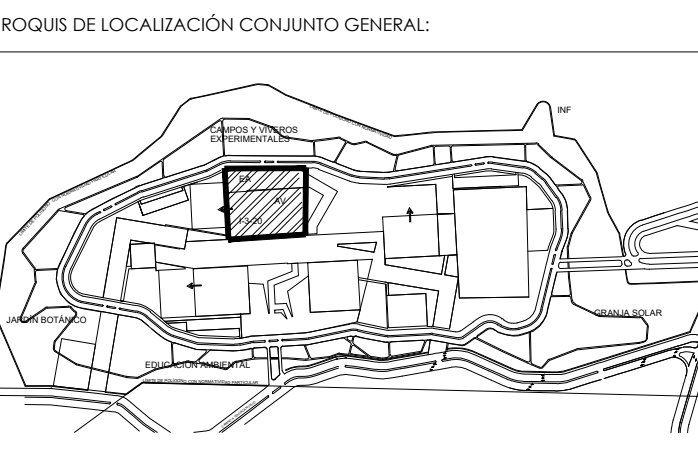 ROQUIS DE LOCALIZACIÓN CONJUNTO GENERAL:
INF
CAMPOS Y VIVEROS
EXPERIMENTALES
EA
AV
I-3-20
JARDÍN BOTÁNICO
GRANJA SOLAR
EDUCACIÓN AMBIENTAL
LÍMITE DE POLÍGONO CON NORMATIVIDAD PARTICULAR